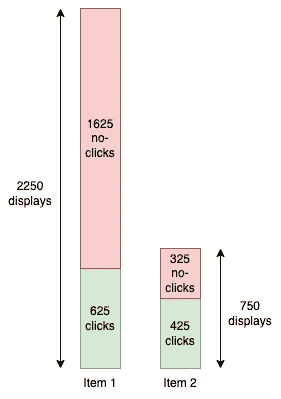 1625
no-
clicks
2250
displays
625
clicks
325
no-
clicks
425
clicks
750
displays
Item 1
Item 2